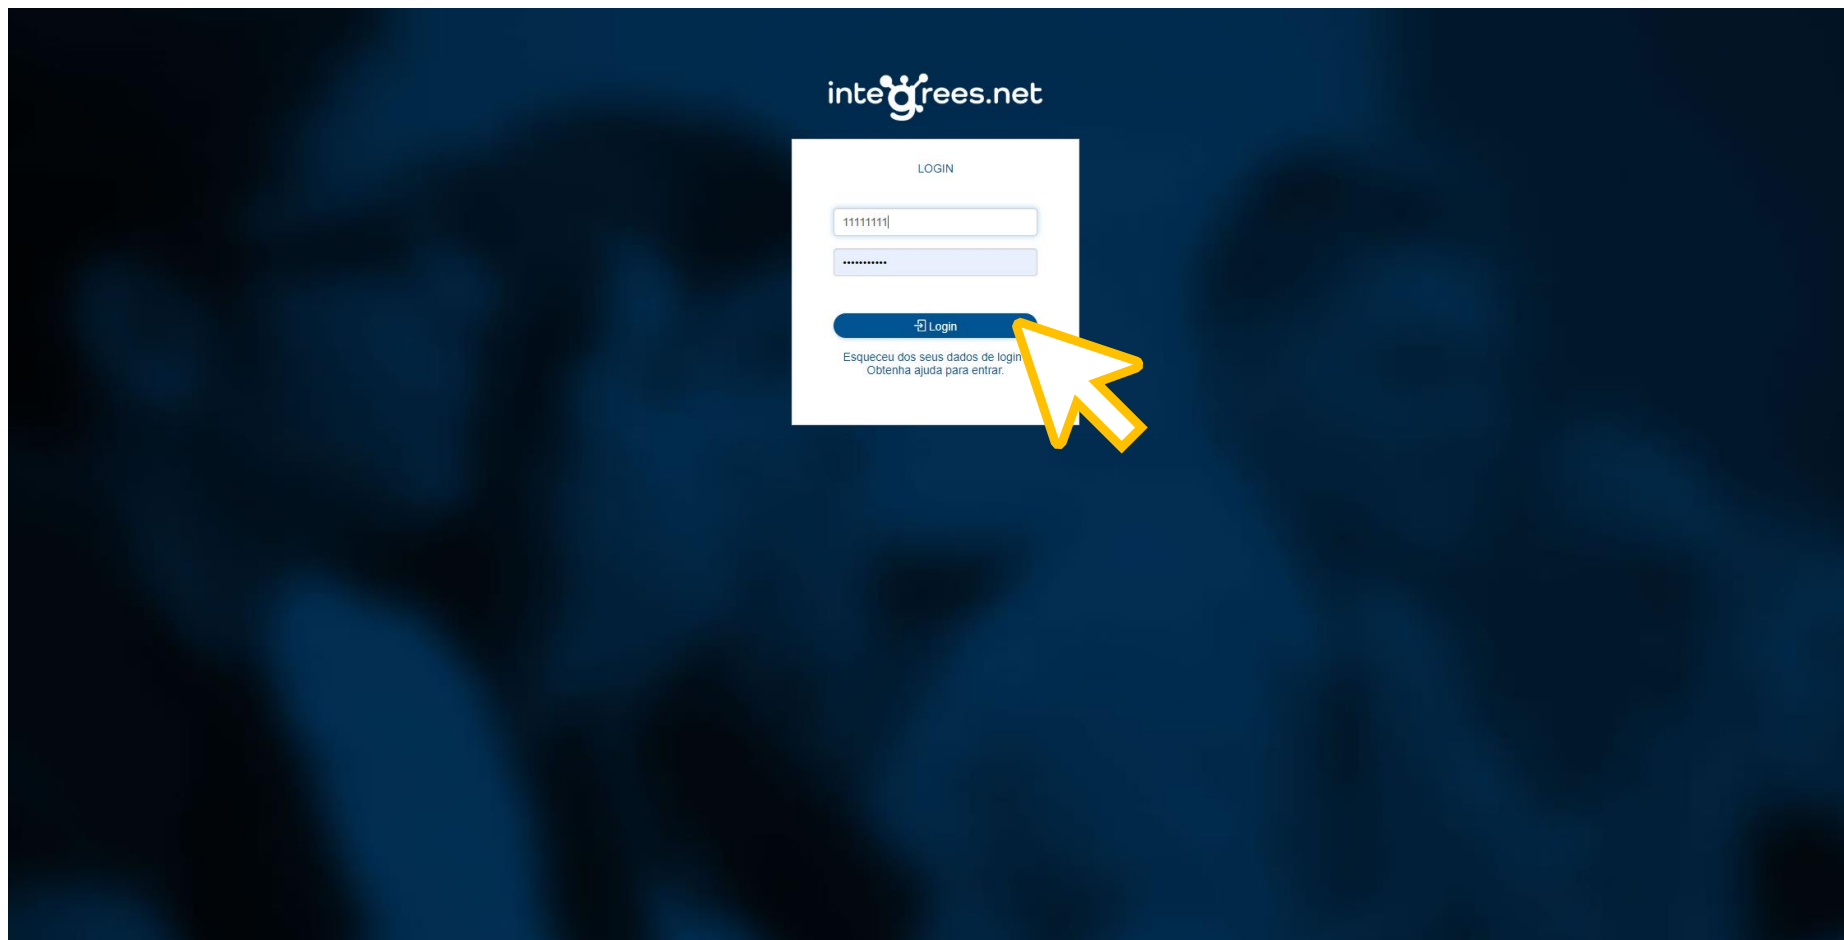 integrees.net
LOGIN
11111111
•••••••••••
Login
Esqueceu dos seus dados de login
Obtenha ajuda para entrar.